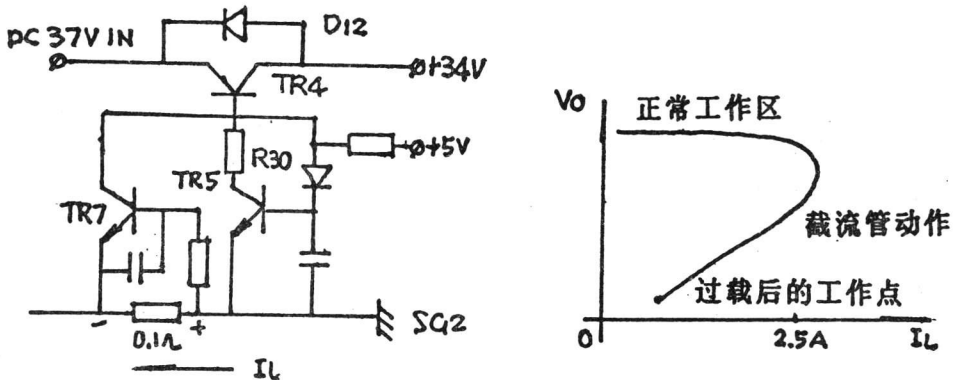 DC 37V IN
D12
+34V
TR4
R30
+5V
TR5
TR7
-
+
0.1Ω
SG2
IL
Vo
正常工作区
截流管动作
过载后的工作点
0
2.5A
IL